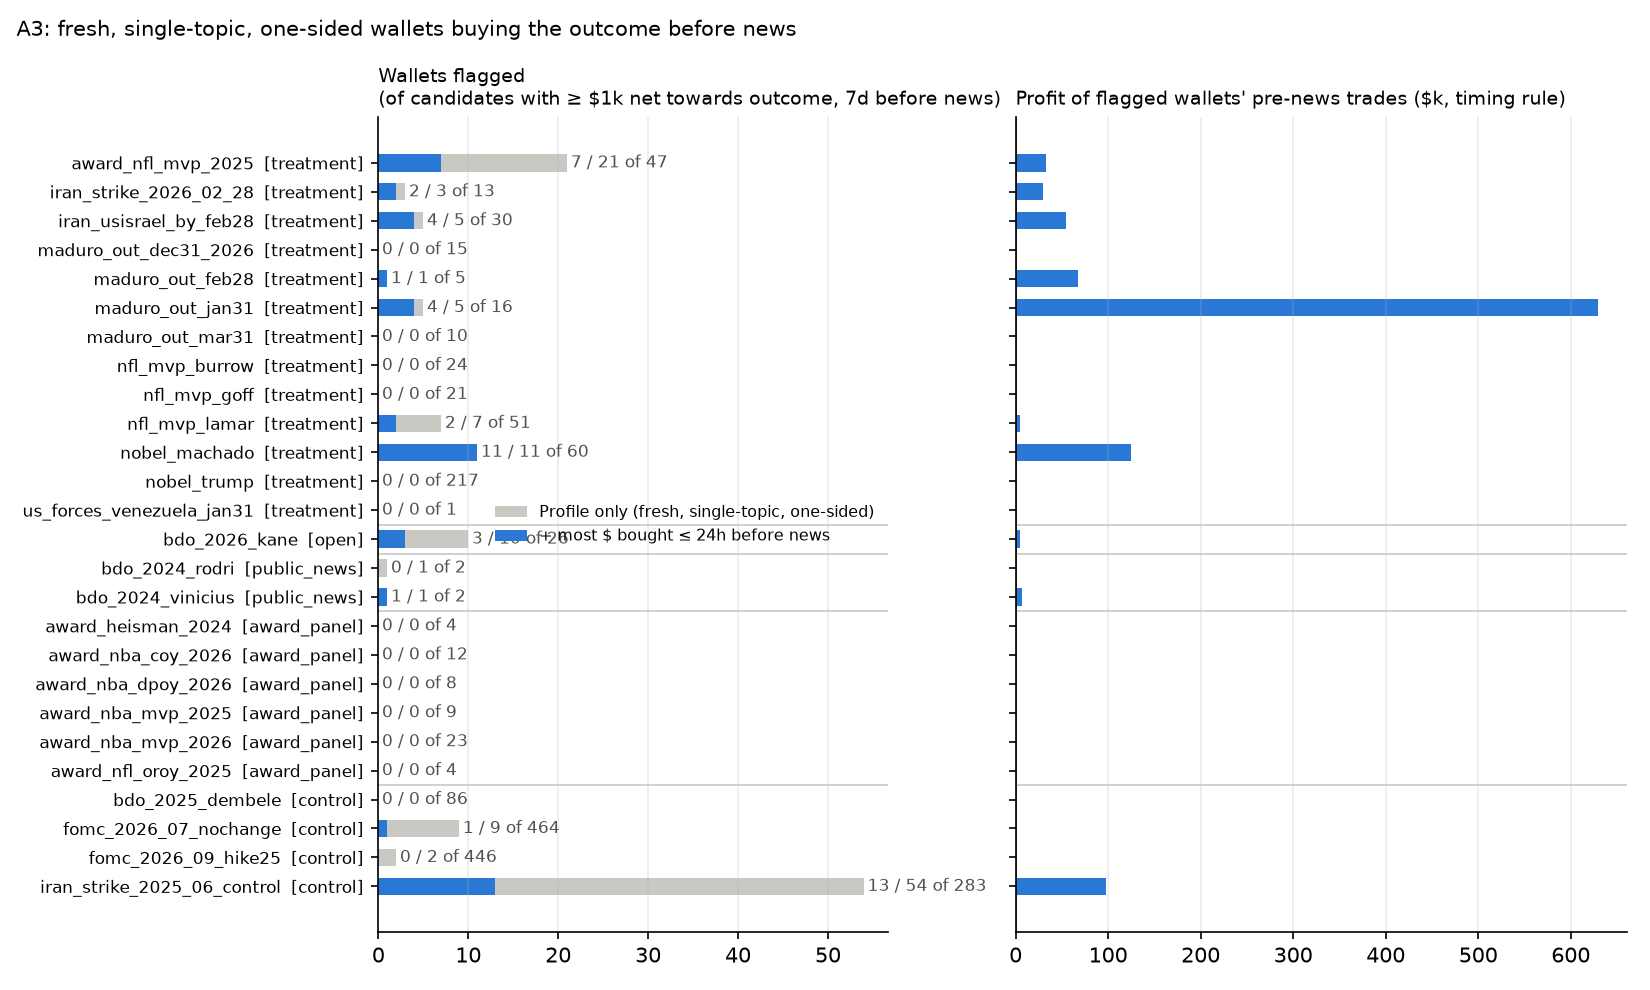 A3: fresh, single-topic, one-sided wallets buying the outcome before news
Wallets flagged
(of candidates with ≥ $1k net towards outcome, 7d before news)
Profit of flagged wallets' pre-news trades ($k, timing rule)
award_nfl_mvp_2025 [treatment] 7 / 21 of 47
iran_strike_2026_02_28 [treatment] 2 / 3 of 13
iran_usisrael_by_feb28 [treatment] 4 / 5 of 30
maduro_out_dec31_2026 [treatment] 0 / 0 of 15
maduro_out_feb28 [treatment] 1 / 1 of 5
maduro_out_jan31 [treatment] 4 / 5 of 16
maduro_out_mar31 [treatment] 0 / 0 of 10
nfl_mvp_burrow [treatment] 0 / 0 of 24
nfl_mvp_goff [treatment] 0 / 0 of 21
nfl_mvp_lamar [treatment] 2 / 7 of 51
nobel_machado [treatment] 11 / 11 of 60
nobel_trump [treatment] 0 / 0 of 217
us_forces_venezuela_jan31 [treatment] 0 / 0 of 1
Profile only (fresh, single-topic, one-sided)
bdo_2026_kane [open] 3 / 10 of 26
+ most $ bought ≤ 24h before news
bdo_2024_rodri [public_news] 0 / 1 of 2
bdo_2024_vinicius [public_news] 1 / 1 of 2
award_heisman_2024 [award_panel] 0 / 0 of 4
award_nba_coy_2026 [award_panel] 0 / 0 of 12
award_nba_dpoy_2026 [award_panel] 0 / 0 of 8
award_nba_mvp_2025 [award_panel] 0 / 0 of 9
award_nba_mvp_2026 [award_panel] 0 / 0 of 23
award_nfl_oroy_2025 [award_panel] 0 / 0 of 4
bdo_2025_dembele [control] 0 / 0 of 86
fomc_2026_07_nochange [control] 1 / 9 of 464
fomc_2026_09_hike25 [control] 0 / 2 of 446
iran_strike_2025_06_control [control] 13 / 54 of 283
0 10 20 30 40 50
0 100 200 300 400 500 600